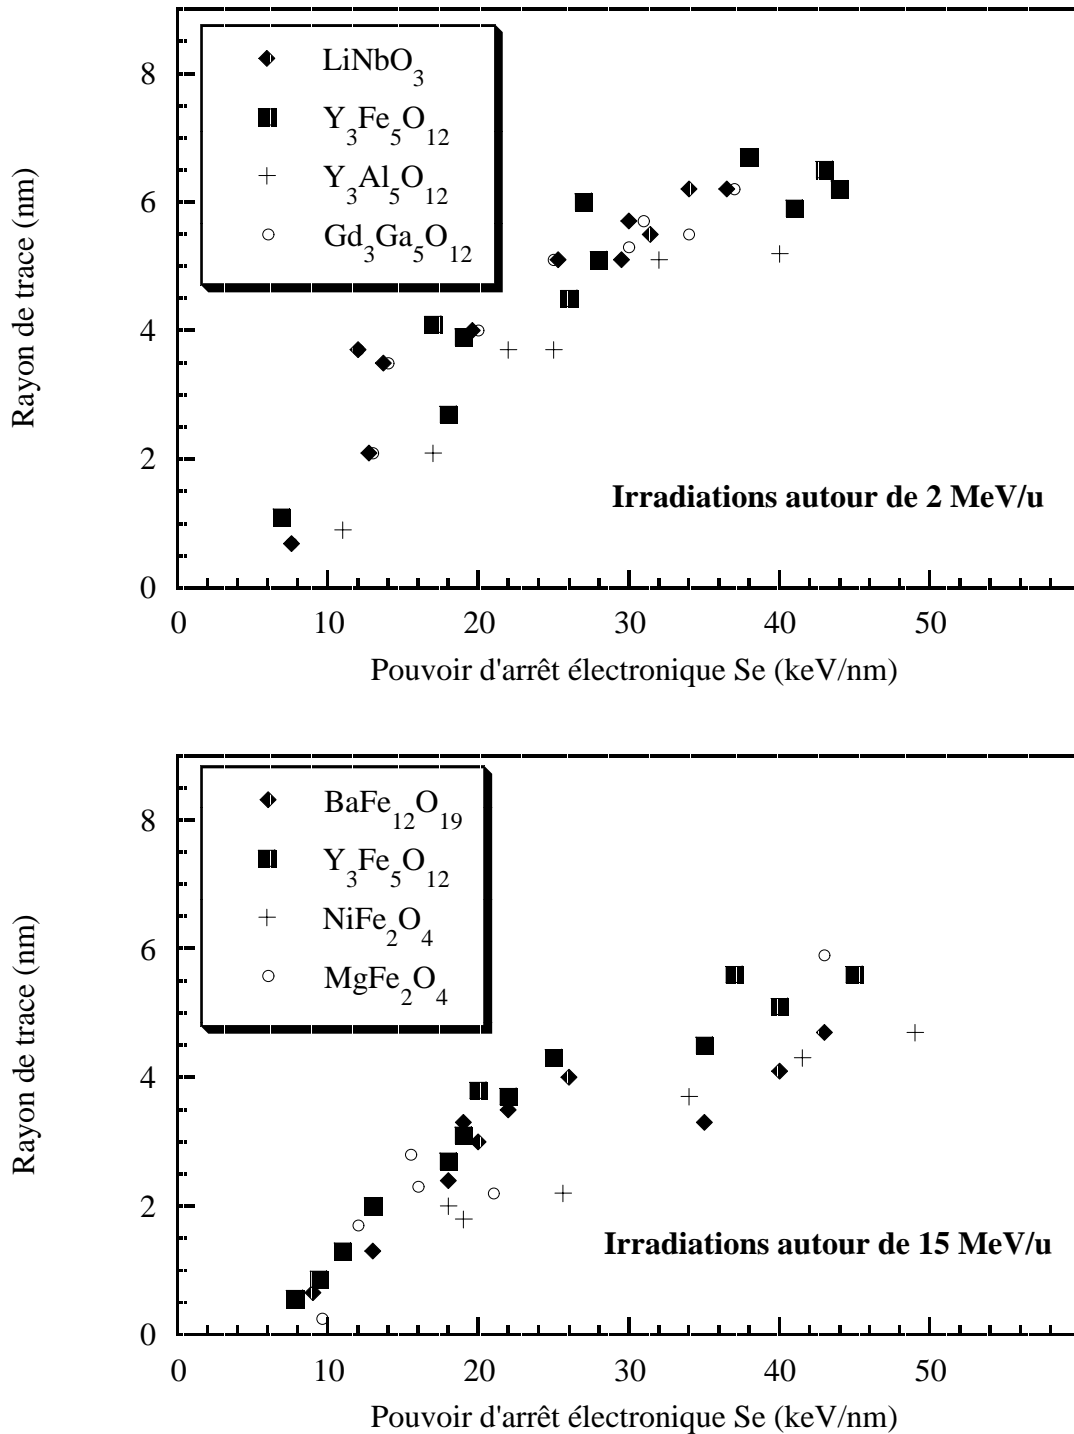 LiNbO3
Y3Fe5O12
Y3Al5O12
Gd3Ga5O12
Rayon de trace (nm)
8
6
4
2
0
Irradiations autour de 2 MeV/u
0 10 20 30 40 50
Pouvoir d'arrêt électronique Se (keV/nm)
BaFe12O19
Y3Fe5O12
NiFe2O4
MgFe2O4
Rayon de trace (nm)
8
6
4
2
0
Irradiations autour de 15 MeV/u
0 10 20 30 40 50
Pouvoir d'arrêt électronique Se (keV/nm)